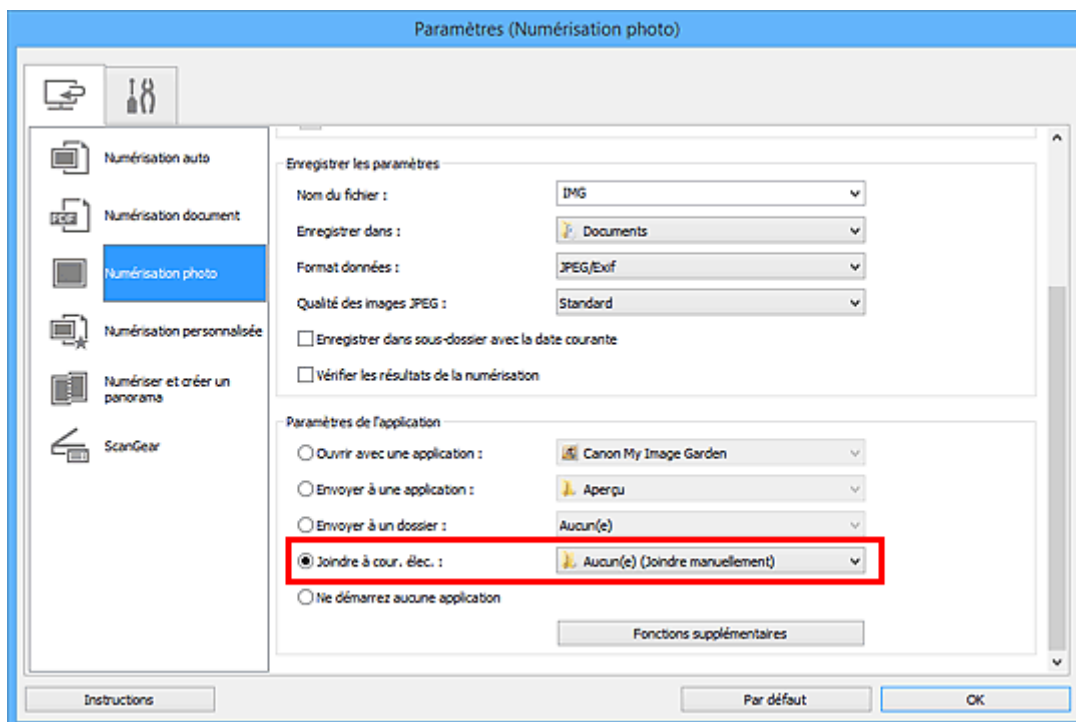 Paramètres (Numérisation photo)
Numérisation auto
PDF
Numérisation document
Numérisation photo
Numérisation personnalisée
Numériser et créer un
panorama
ScanGear
Enregistrer les paramètres
Nom du fichier : IMG
Enregistrer dans : Documents
Format données : JPEG/Exif
Qualité des images JPEG : Standard
Enregistrer dans sous-dossier avec la date courante
Vérifier les résultats de la numérisation
Paramètres de l'application
Ouvrir avec une application : Canon My Image Garden
Envoyer à une application : Aperçu
Envoyer à un dossier : Aucun(e)
Joindre à cour. élec. : Aucun(e) (Joindre manuellement)
Ne démarrez aucune application
Fonctions supplémentaires
Instructions
Par défaut
OK